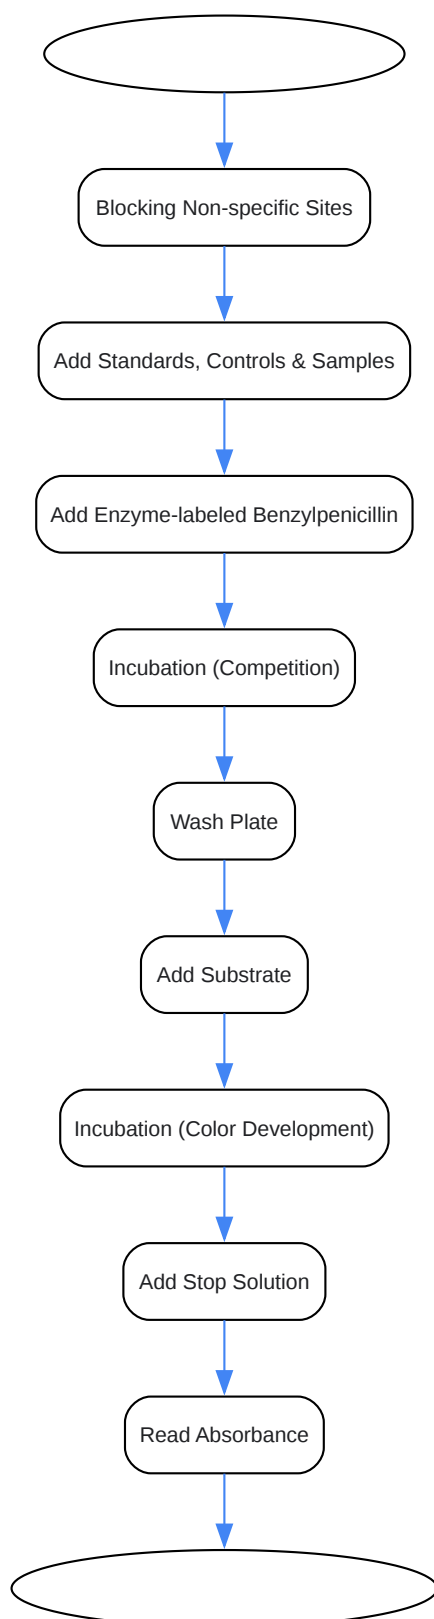 Blocking Non-specific Sites
Add Standards, Controls & Samples
Add Enzyme-labeled Benzylpenicillin
Incubation (Competition)
Wash Plate
Add Substrate
Incubation (Color Development)
Add Stop Solution
Read Absorbance